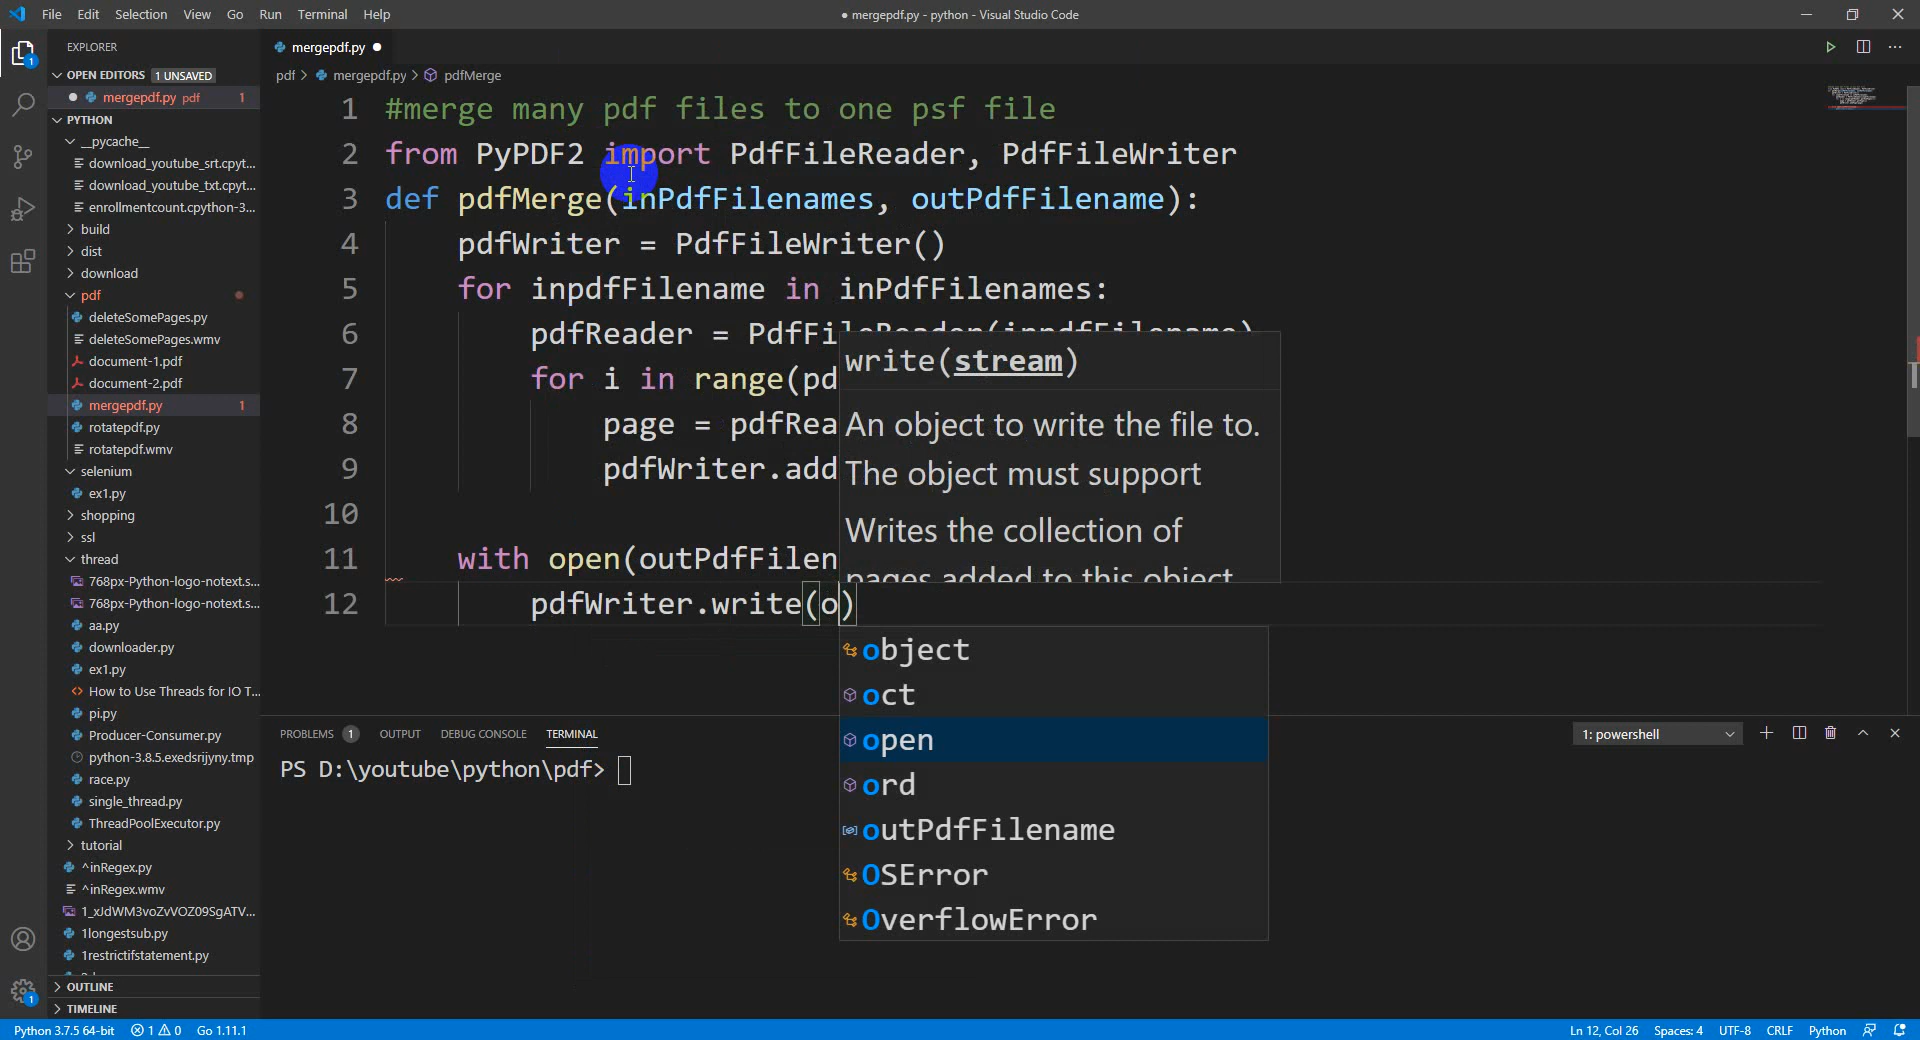 File Edit Selection View Go Run Terminal Help
● mergepdf.py - python - Visual Studio Code
EXPLORER
OPEN EDITORS 1 UNSAVED
mergepdf.py pdf 1
PYTHON
__pycache__
download_youtube_srt.cpyt...
download_youtube_txt.cpyt...
enrollmentcount.cpython-3...
build
dist
download
pdf
deleteSomePages.py
deleteSomePages.wmv
document-1.pdf
document-2.pdf
mergepdf.py 1
rotatepdf.py
rotatepdf.wmv
selenium
ex1.py
shopping
ssl
thread
768px-Python-logo-notext.s...
768px-Python-logo-notext.s...
aa.py
downloader.py
ex1.py
How to Use Threads for IO T...
pi.py
Producer-Consumer.py
python-3.8.5.exedsrijyny.tmp
race.py
single_thread.py
ThreadPoolExecutor.py
tutorial
^inRegex.py
^inRegex.wmv
1_xJdWM3voZvVOZ09SgATV...
1longestsub.py
1restrictifstatement.py
OUTLINE
TIMELINE
mergepdf.py ●
pdf > mergepdf.py > pdfMerge
1 #merge many pdf files to one psf file
2 from PyPDF2 import PdfFileReader, PdfFileWriter
3 def pdfMerge(inPdfFilenames, outPdfFilename):
4 pdfWriter = PdfFileWriter()
5 for inpdfFilename in inPdfFilenames:
6 pdfReader = PdfFileReader(inpdfFilename)
7 for i in range(pd
8 page = pdfRea
9 pdfWriter.add
10
11 with open(outPdfFilen
12 pdfWriter.write(o)
write(stream)
An object to write the file to.
The object must support
Writes the collection of
pages added to this object
object
oct
open
ord
outPdfFilename
OSError
OverflowError
PROBLEMS 1 OUTPUT DEBUG CONSOLE TERMINAL
1: powershell
PS D:\youtube\python\pdf>
Python 3.7.5 64-bit 1 0 Go 1.11.1
Ln 12, Col 26 Spaces: 4 UTF-8 CRLF Python